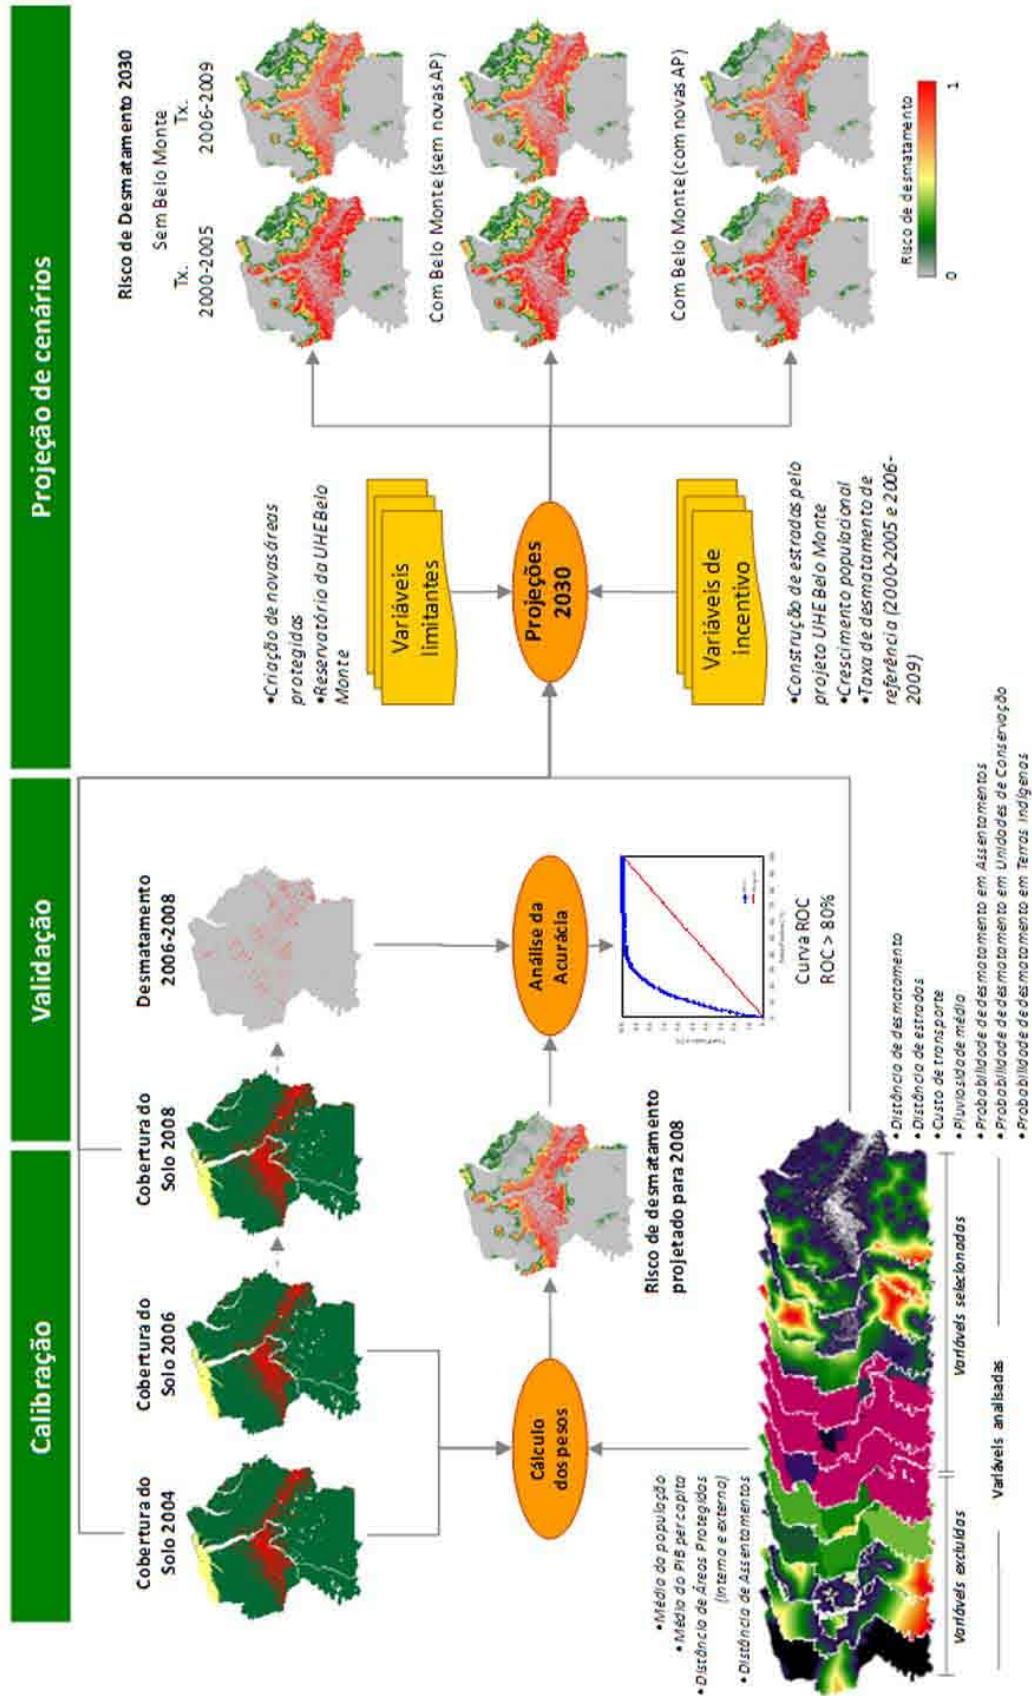 Calibração
Validação
Projeção de cenários
Cobertura do
Solo 2004
Cobertura do
Solo 2006
Cobertura do
Solo 2008
Desmatamento
2006-2008
Cálculo
dos pesos
Risco de desmatamento
projetado para 2008
Análise da
Acurácia
Curva ROC
ROC > 80%
•Média da população
•Média do PIB per capita
•Distância de Áreas Protegidas
(interna e externa)
•Distância de Assentamentos
Variáveis excluídas
Variáveis selecionadas
Variáveis analisadas
•Distância de desmatamento
•Distância de estradas
•Custo de transporte
•Pluviosidade média
•Probabilidade de desmatamento em Assentamentos
•Probabilidade de desmatamento em Unidades de Conservação
•Probabilidade de desmatamento em Terras Indígenas
•Criação de novas áreas
protegidas
•Reservatório da UHE Belo
Monte
Variáveis
limitantes
Projeções
2030
Variáveis de
incentivo
•Construção de estradas pelo
projeto UHE Belo Monte
•Crescimento populacional
•Taxa de desmatamento de
referência (2000-2005 e 2006-
2009)
Risco de Desmatamento 2030
Sem Belo Monte
Tx.
2000-2005
Tx.
2006-2009
Com Belo Monte (sem novas AP)
Com Belo Monte (com novas AP)
Risco de desmatamento
0
1